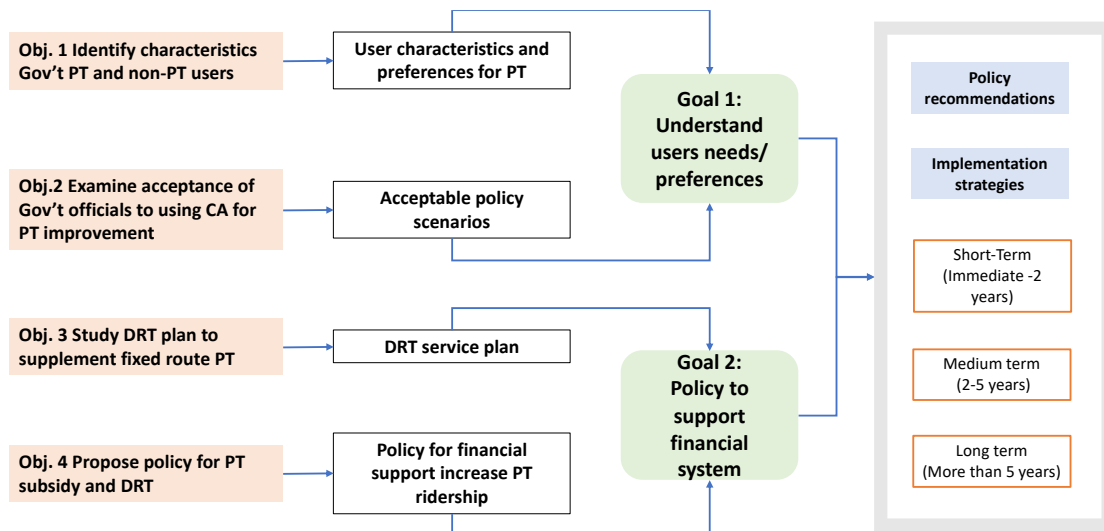 Obj. 1 Identify characteristics
Gov't PT and non-PT users
User characteristics and
preferences for PT
Goal 1:
Understand
users needs/
preferences
Policy
recommendations
Implementation
strategies
Obj.2 Examine acceptance of
Gov't officials to using CA for
PT improvement
Acceptable policy
scenarios
Short-Term
(Immediate -2
years)
Obj. 3 Study DRT plan to
supplement fixed route PT
DRT service plan
Goal 2:
Policy to
support
financial
system
Medium term
(2-5 years)
Obj. 4 Propose policy for PT
subsidy and DRT
Policy for financial
support increase PT
ridership
Long term
(More than 5 years)